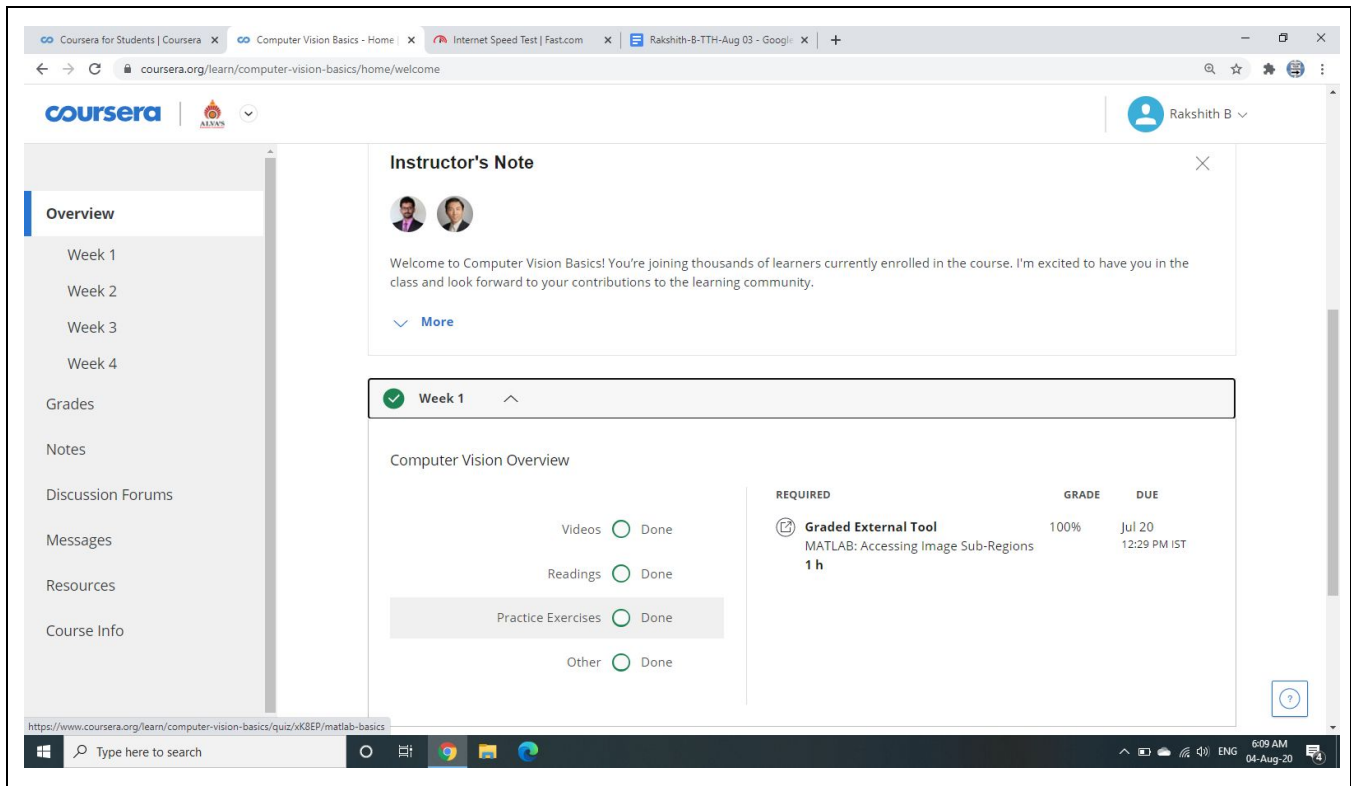 Coursera for Students | Coursera
Computer Vision Basics - Home |
Internet Speed Test | Fast.com
Rakshith-B-TTH-Aug 03 - Google
coursera.org/learn/computer-vision-basics/home/welcome
coursera
ALVA'S
Rakshith B
Overview
Week 1
Week 2
Week 3
Week 4
Grades
Notes
Discussion Forums
Messages
Resources
Course Info
Instructor's Note
Welcome to Computer Vision Basics! You're joining thousands of learners currently enrolled in the course. I'm excited to have you in the
class and look forward to your contributions to the learning community.
More
Week 1
Computer Vision Overview
Videos Done
Readings Done
Practice Exercises Done
Other Done
REQUIRED GRADE DUE
Graded External Tool 100% Jul 20
MATLAB: Accessing Image Sub-Regions 12:29 PM IST
1 h
?
https://www.coursera.org/learn/computer-vision-basics/quiz/xK8EP/matlab-basics
Type here to search
ENG
6:09 AM
04-Aug-20
4